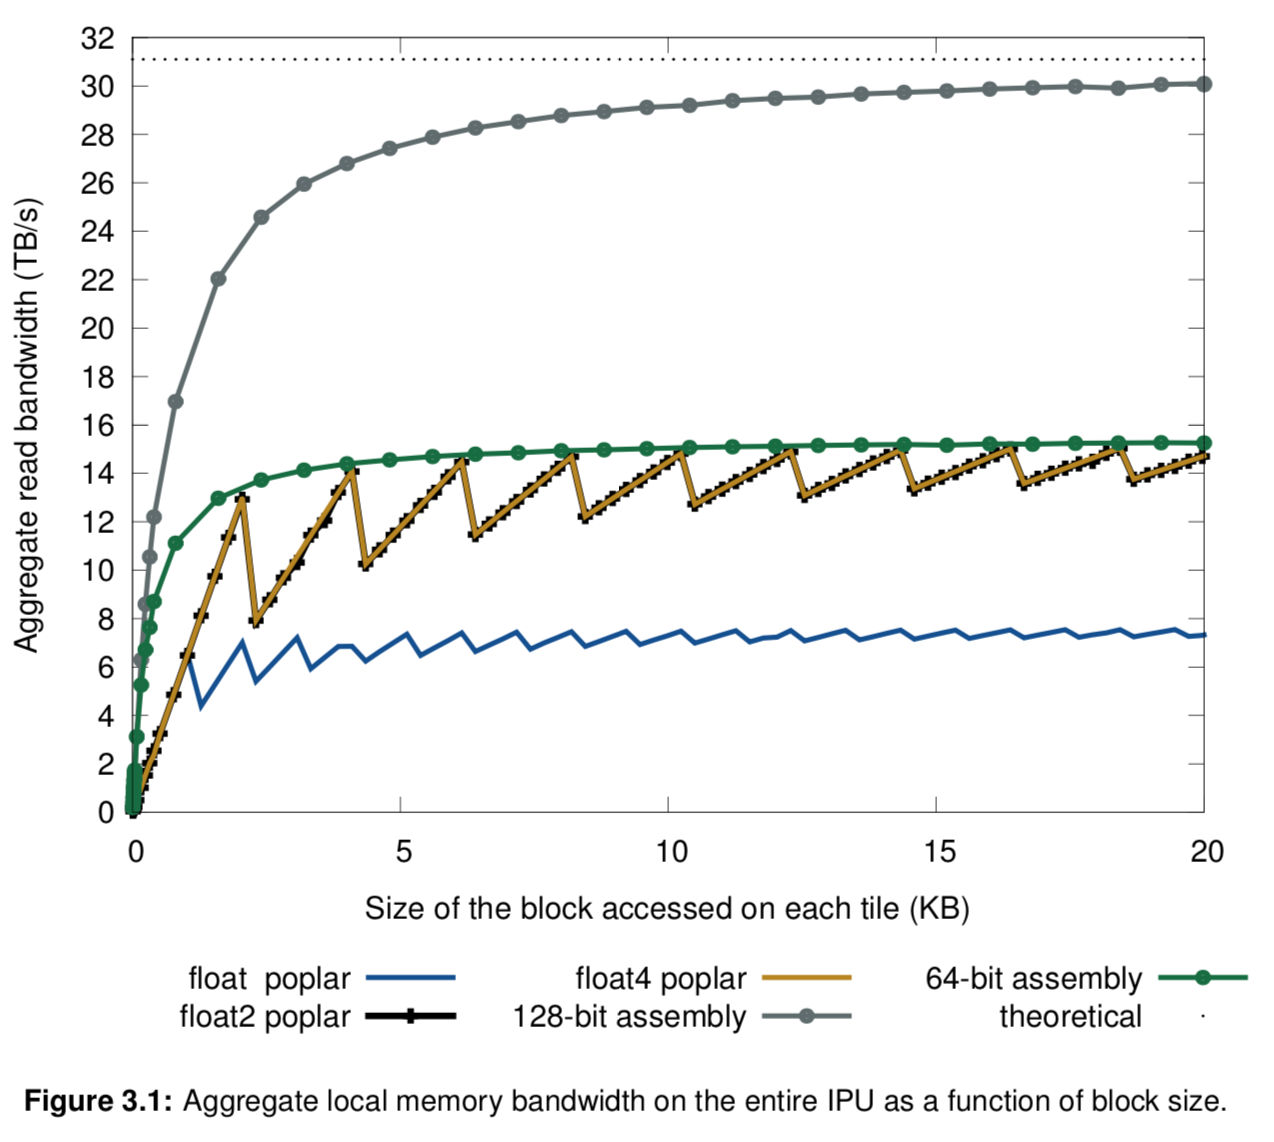 32
30
28
26
24
22
20
18
16
14
12
10
8
6
4
2
0
Aggregate read bandwidth (TB/s)
0 5 10 15 20
Size of the block accessed on each tile (KB)
float poplar float4 poplar 64-bit assembly
float2 poplar 128-bit assembly theoretical
Figure 3.1: Aggregate local memory bandwidth on the entire IPU as a function of block size.